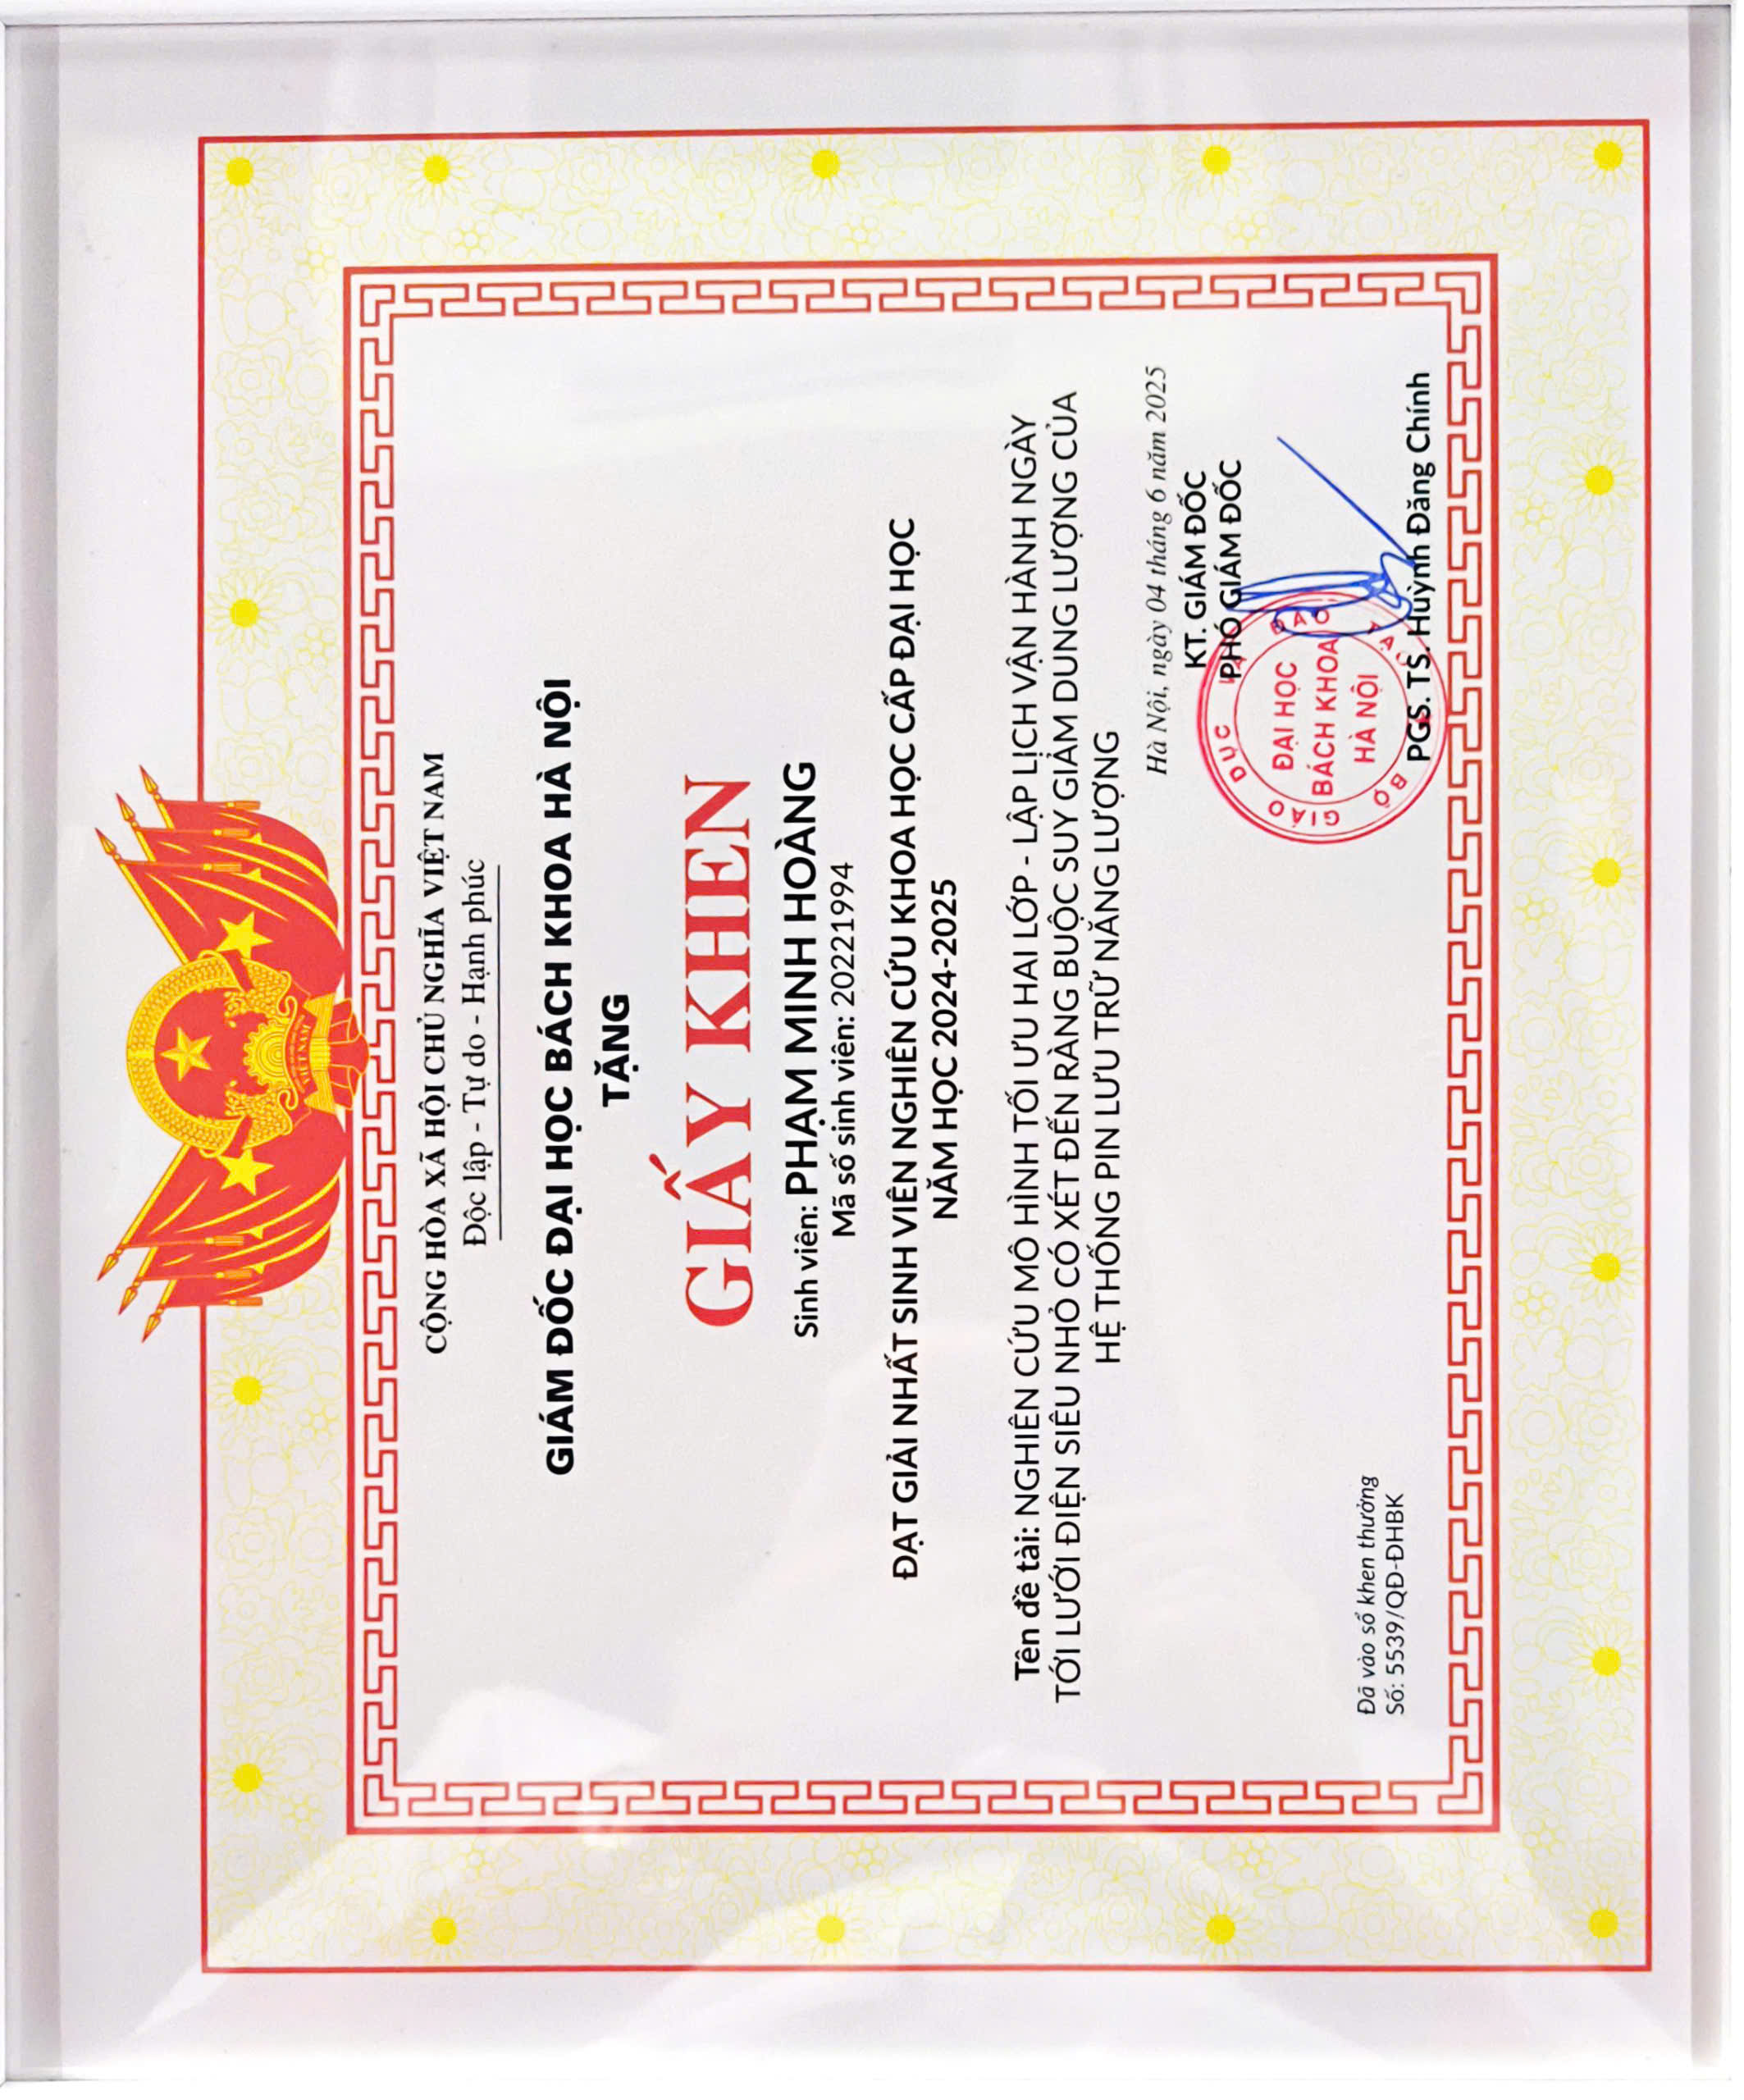 VIỆT NAM
CỘNG HÒA XÃ HỘI CHỦ NGHĨA VIỆT NAM
Độc lập - Tự do - Hạnh phúc
GIÁM ĐỐC ĐẠI HỌC BÁCH KHOA HÀ NỘI
TẶNG
GIẤY KHEN
Sinh viên: PHẠM MINH HOÀNG
Mã số sinh viên: 20221994
ĐẠT GIẢI NHẤT SINH VIÊN NGHIÊN CỨU KHOA HỌC CẤP ĐẠI HỌC
NĂM HỌC 2024-2025
Tên đề tài: NGHIÊN CỨU MÔ HÌNH TỐI ƯU HAI LỚP - LẬP LỊCH VẬN HÀNH NGÀY
TỚI LƯỚI ĐIỆN SIÊU NHỎ CÓ XÉT ĐẾN RÀNG BUỘC SUY GIẢM DUNG LƯỢNG CỦA
HỆ THỐNG PIN LƯU TRỮ NĂNG LƯỢNG
Hà Nội, ngày 04 tháng 6 năm 2025
KT. GIÁM ĐỐC
PHÓ GIÁM ĐỐC
BỘ GIÁO DỤC VÀ ĐÀO TẠO
ĐẠI HỌC
BÁCH KHOA
HÀ NỘI
PGS. TS. Huỳnh Đăng Chính
Đã vào sổ khen thưởng
Số: 5539/QĐ-ĐHBK